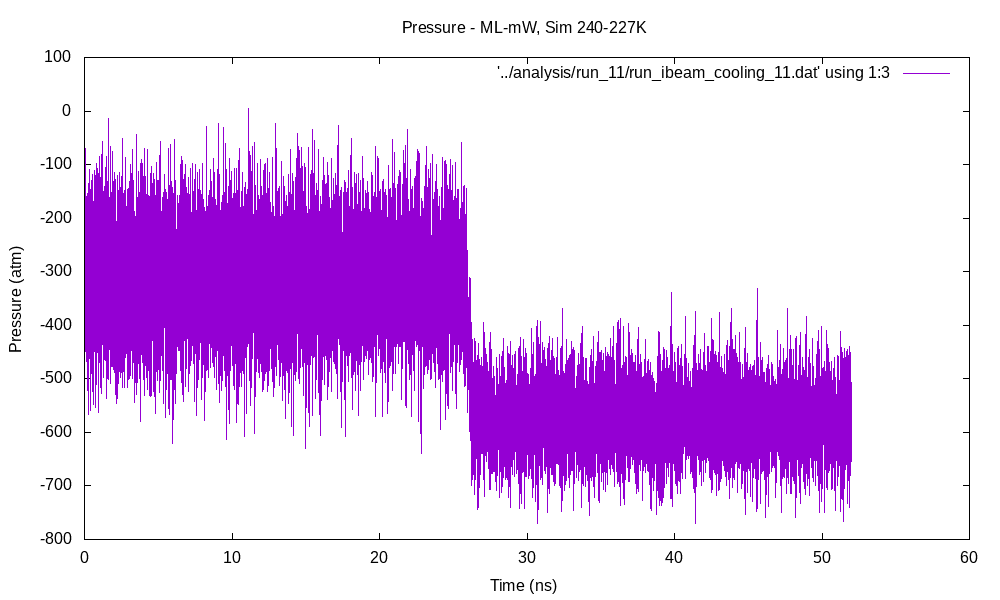 Pressure - ML-mW, Sim 240-227K
'../analysis/run_11/run_ibeam_cooling_11.dat' using 1:3
100
0
-100
-200
-300
-400
-500
-600
-700
-800
Pressure (atm)
0 10 20 30 40 50 60
Time (ns)